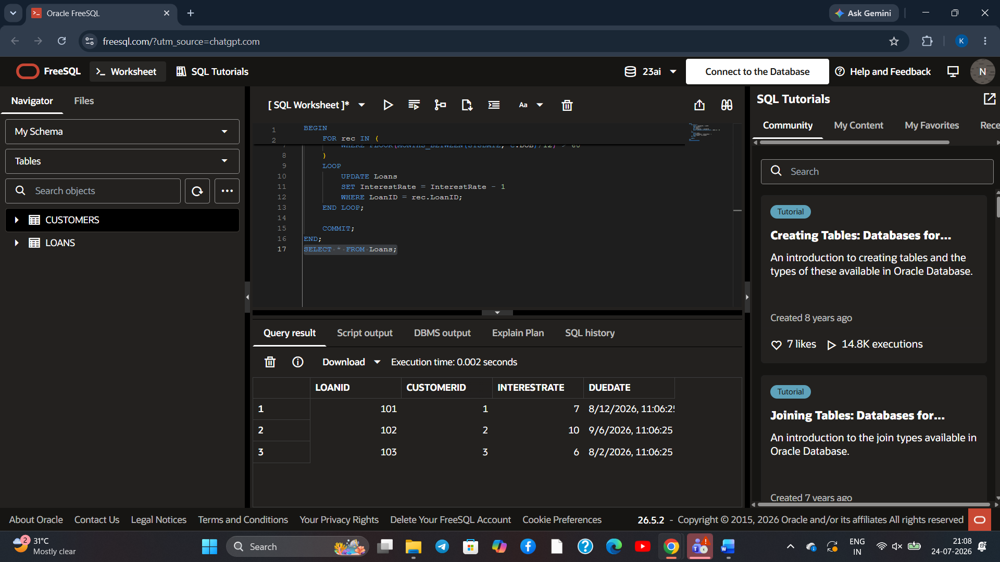 Oracle FreeSQL
Ask Gemini
freesql.com/?utm_source=chatgpt.com
K
FreeSQL
Worksheet
SQL Tutorials
23ai
Connect to the Database
Help and Feedback
N
Navigator
Files
My Schema
Tables
Search objects
CUSTOMERS
LOANS
[ SQL Worksheet ]*
Aa
1 BEGIN
2 FOR rec IN (
7 WHERE FLOOR(MONTHS_BETWEEN(SYSDATE, c.DOB)/12) > 60
8 )
9 LOOP
10 UPDATE Loans
11 SET InterestRate = InterestRate - 1
12 WHERE LoanID = rec.LoanID;
13 END LOOP;
14
15 COMMIT;
16 END;
17 SELECT * FROM Loans;
Query result
Script output
DBMS output
Explain Plan
SQL history
Download
Execution time: 0.002 seconds
LOANID CUSTOMERID INTERESTRATE DUEDATE
1 101 1 7 8/12/2026, 11:06:25
2 102 2 10 9/6/2026, 11:06:25
3 103 3 6 8/2/2026, 11:06:25
SQL Tutorials
Community
My Content
My Favorites
Rece
Search
Tutorial
Creating Tables: Databases for...
An introduction to creating tables and the
types of these available in Oracle Database.
Created 8 years ago
7 likes
14.8K executions
Tutorial
Joining Tables: Databases for...
An introduction to the join types available in
Oracle Database.
Created 7 years ago
About Oracle
Contact Us
Legal Notices
Terms and Conditions
Your Privacy Rights
Delete Your FreeSQL Account
Cookie Preferences
26.5.2 - Copyright © 2015, 2026 Oracle and/or its affiliates All rights reserved
2
31°C
Mostly clear
Search
ENG
IN
21:08
24-07-2026